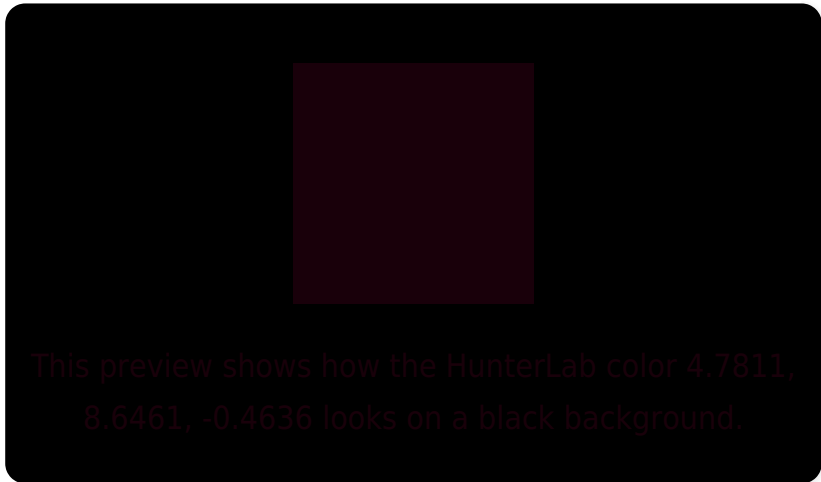 This preview shows how the HunterLab color 4.7811,
8.6461, -0.4636 looks on a black background.